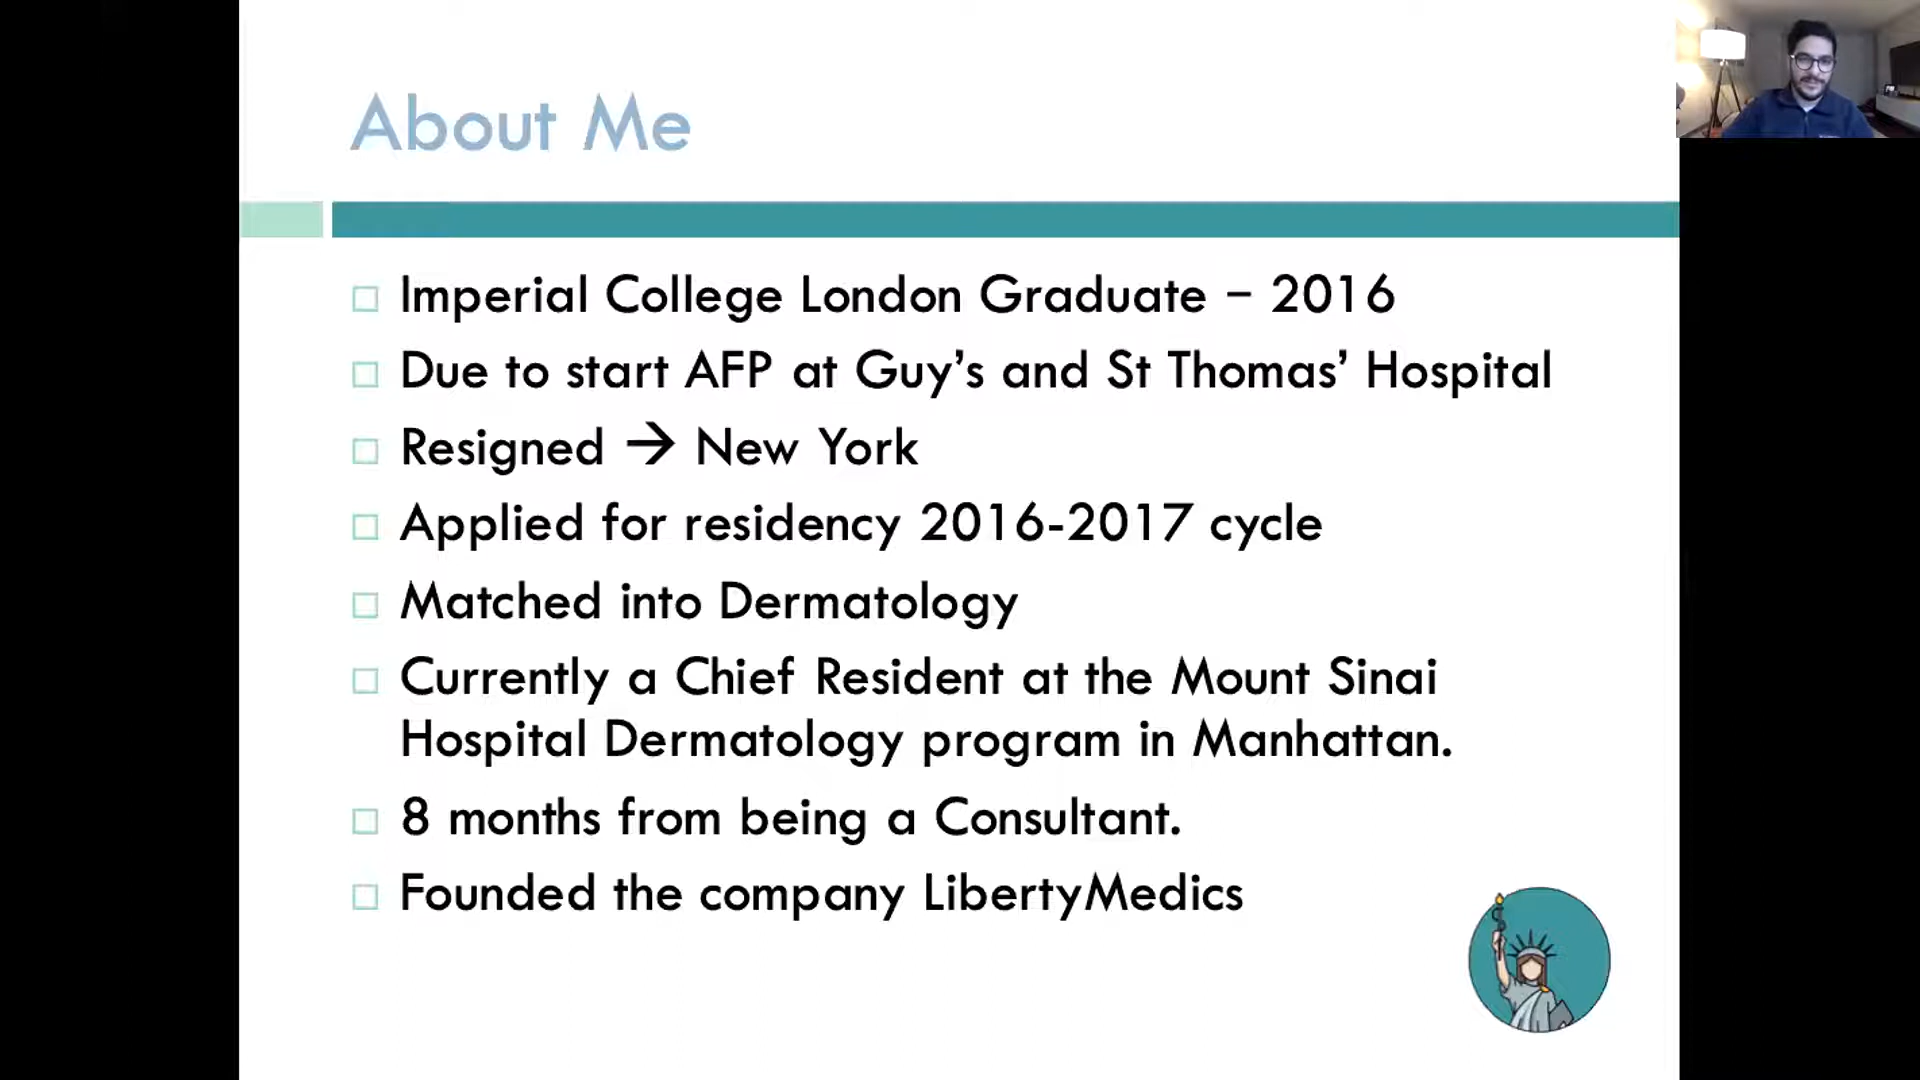 About Me
Imperial College London Graduate – 2016
Due to start AFP at Guy’s and St Thomas’ Hospital
Resigned → New York
Applied for residency 2016-2017 cycle
Matched into Dermatology
Currently a Chief Resident at the Mount Sinai
Hospital Dermatology program in Manhattan.
8 months from being a Consultant.
Founded the company LibertyMedics